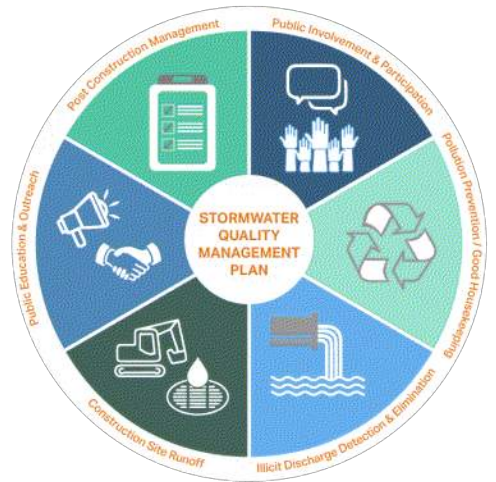 Post Construction Management
Public Involvement & Participation
Pollution Prevention / Good Housekeeping
Illicit Discharge Detection & Elimination
Construction Site Runoff
Public Education & Outreach
STORMWATER
QUALITY
MANAGEMENT
PLAN